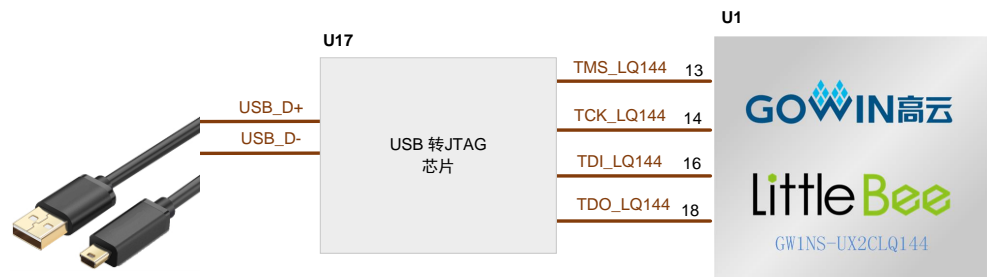 U1
U17
TMS_LQ144 13
GOWIN高云
USB_D+
TCK_LQ144 14
USB_D-
USB 转JTAG
芯片
TDI_LQ144 16
LittleBee
TDO_LQ144 18
GW1NS-UX2CLQ144